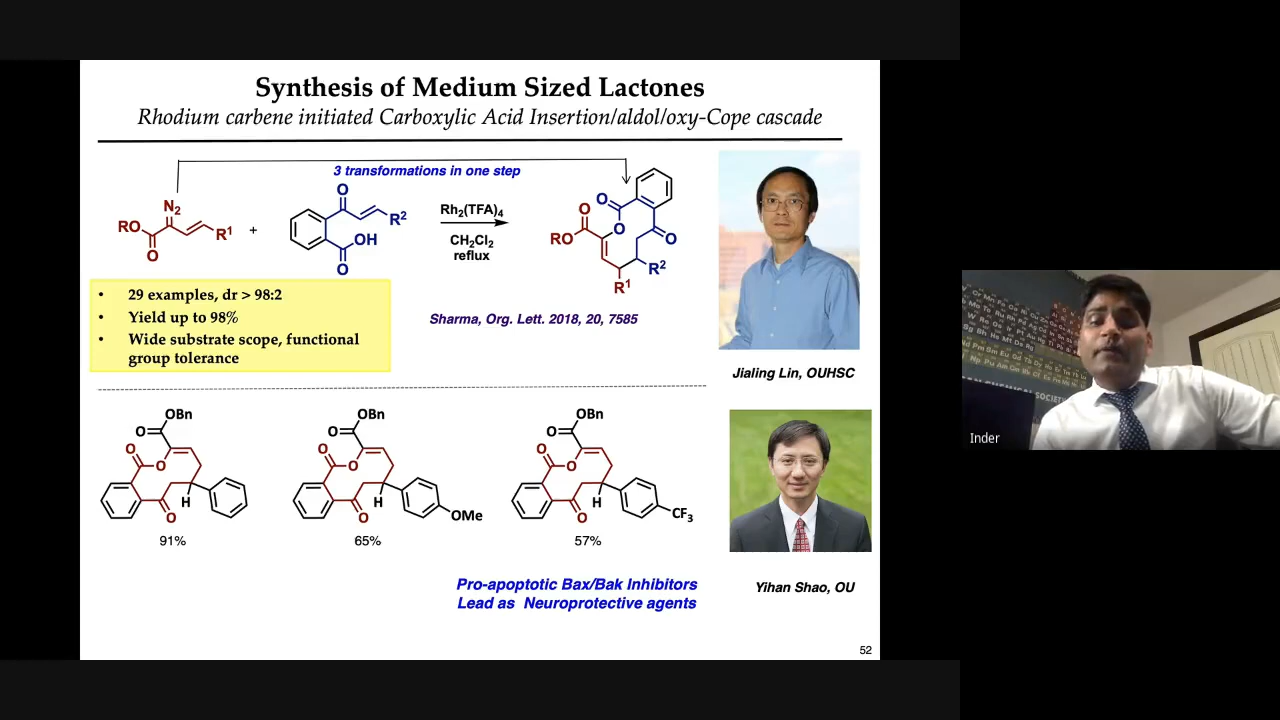 Synthesis of Medium Sized Lactones
Rhodium carbene initiated Carboxylic Acid Insertion/aldol/oxy-Cope cascade
3 transformations in one step
N2
RO
O
R1
+
O
R2
OH
O
Rh2(TFA)4
CH2Cl2
reflux
O
O
O
RO
O
R2
R1
• 29 examples, dr > 98:2
• Yield up to 98%
• Wide substrate scope, functional
group tolerance
Sharma, Org. Lett. 2018, 20, 7585
Jialing Lin, OUHSC
OBn
O
O
O
H
O
91%
OBn
O
O
O
H
O
OMe
65%
OBn
O
O
O
H
O
CF3
57%
Pro-apoptotic Bax/Bak Inhibitors
Lead as Neuroprotective agents
Yihan Shao, OU
52
Inder